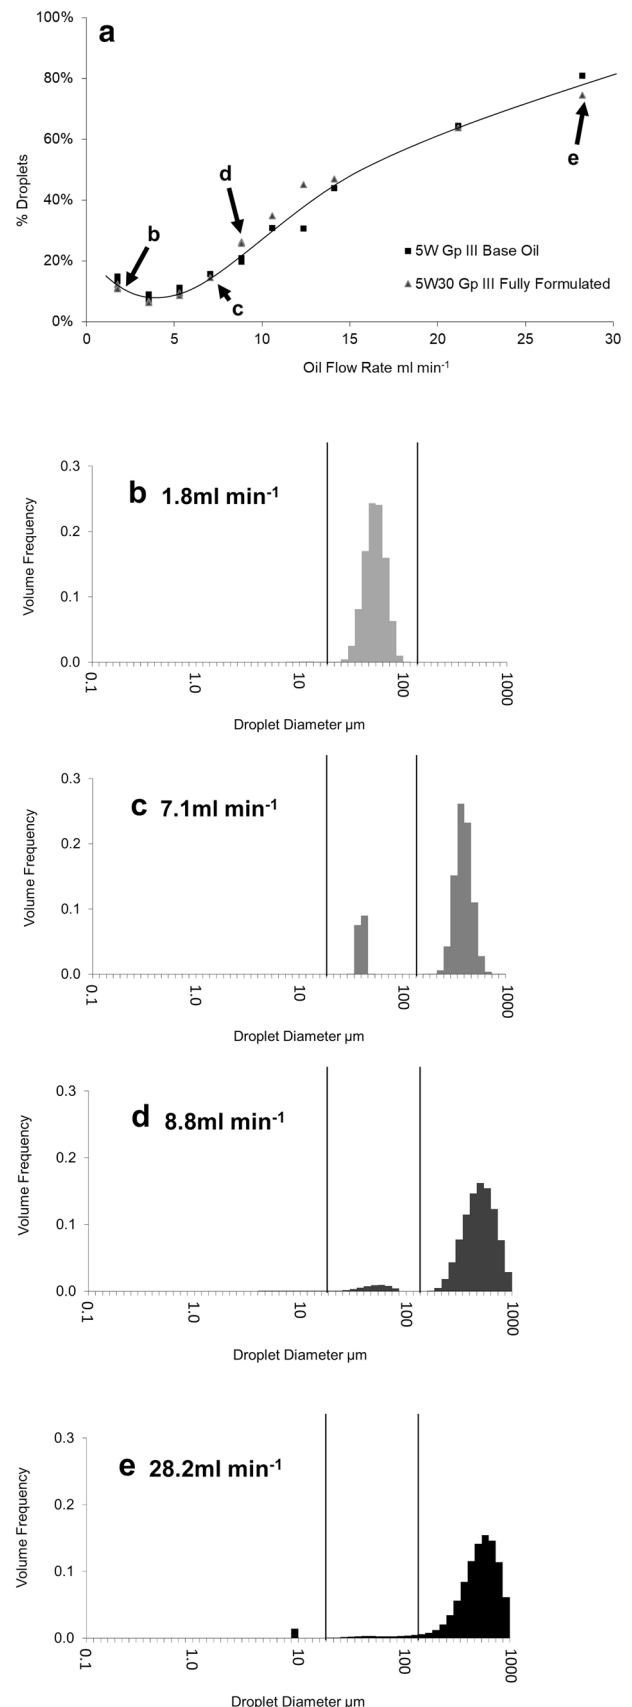 a
100%
80%
60%
40%
20%
0%
% Droplets
b
d
c
e
5W Gp III Base Oil
5W30 Gp III Fully Formulated
0 5 10 15 20 25 30
Oil Flow Rate ml min-1
b 1.8ml min-1
0.3
0.2
0.1
0.0
Volume Frequency
0.1 1.0 10 100 1000
Droplet Diameter µm
c 7.1ml min-1
0.3
0.2
0.1
0.0
Volume Frequency
0.1 1.0 10 100 1000
Droplet Diameter µm
d 8.8ml min-1
0.3
0.2
0.1
0.0
Volume Frequency
0.1 1.0 10 100 1000
Droplet Diameter µm
e 28.2ml min-1
0.3
0.2
0.1
0.0
Volume Frequency
0.1 1.0 10 100 1000
Droplet Diameter µm